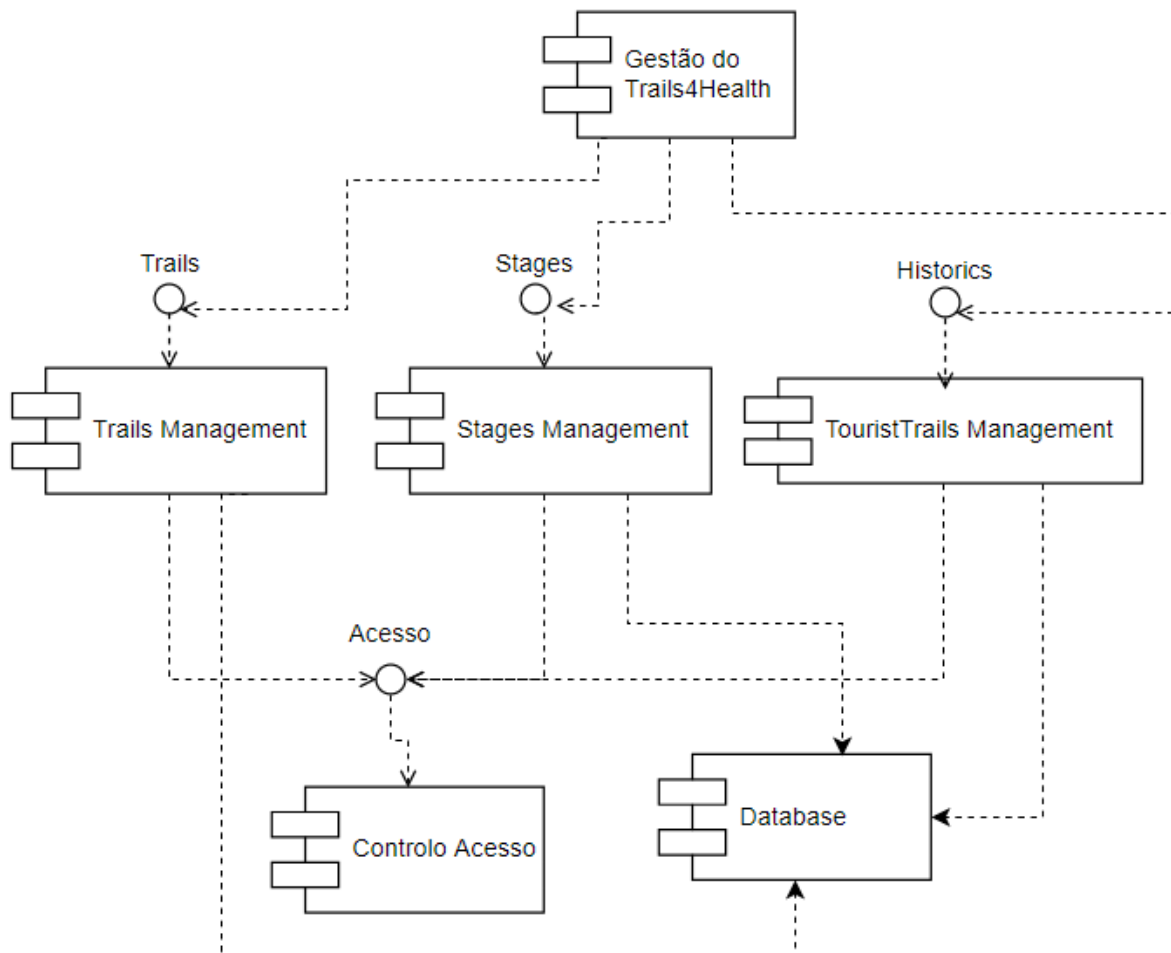 Gestão do
Trails4Health
Trails
Stages
Historics
Trails Management
Stages Management
TouristTrails Management
Acesso
Database
Controlo Acesso